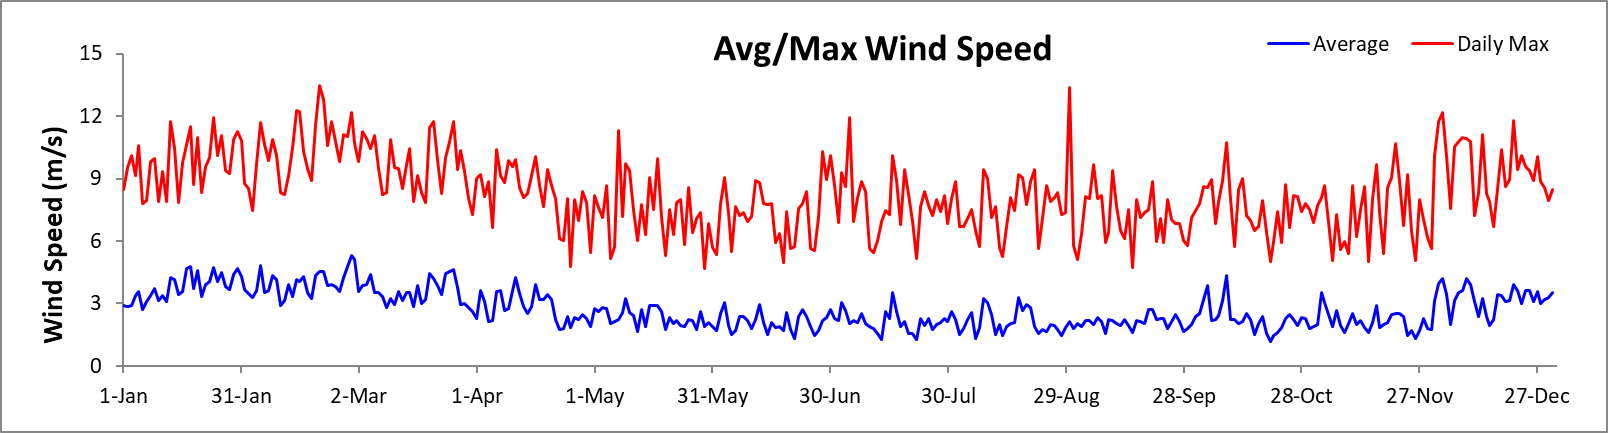 Avg/Max Wind Speed
Average
Daily Max
Wind Speed (m/s)
15
12
9
6
3
0
1-Jan 31-Jan 2-Mar 1-Apr 1-May 31-May 30-Jun 30-Jul 29-Aug 28-Sep 28-Oct 27-Nov 27-Dec